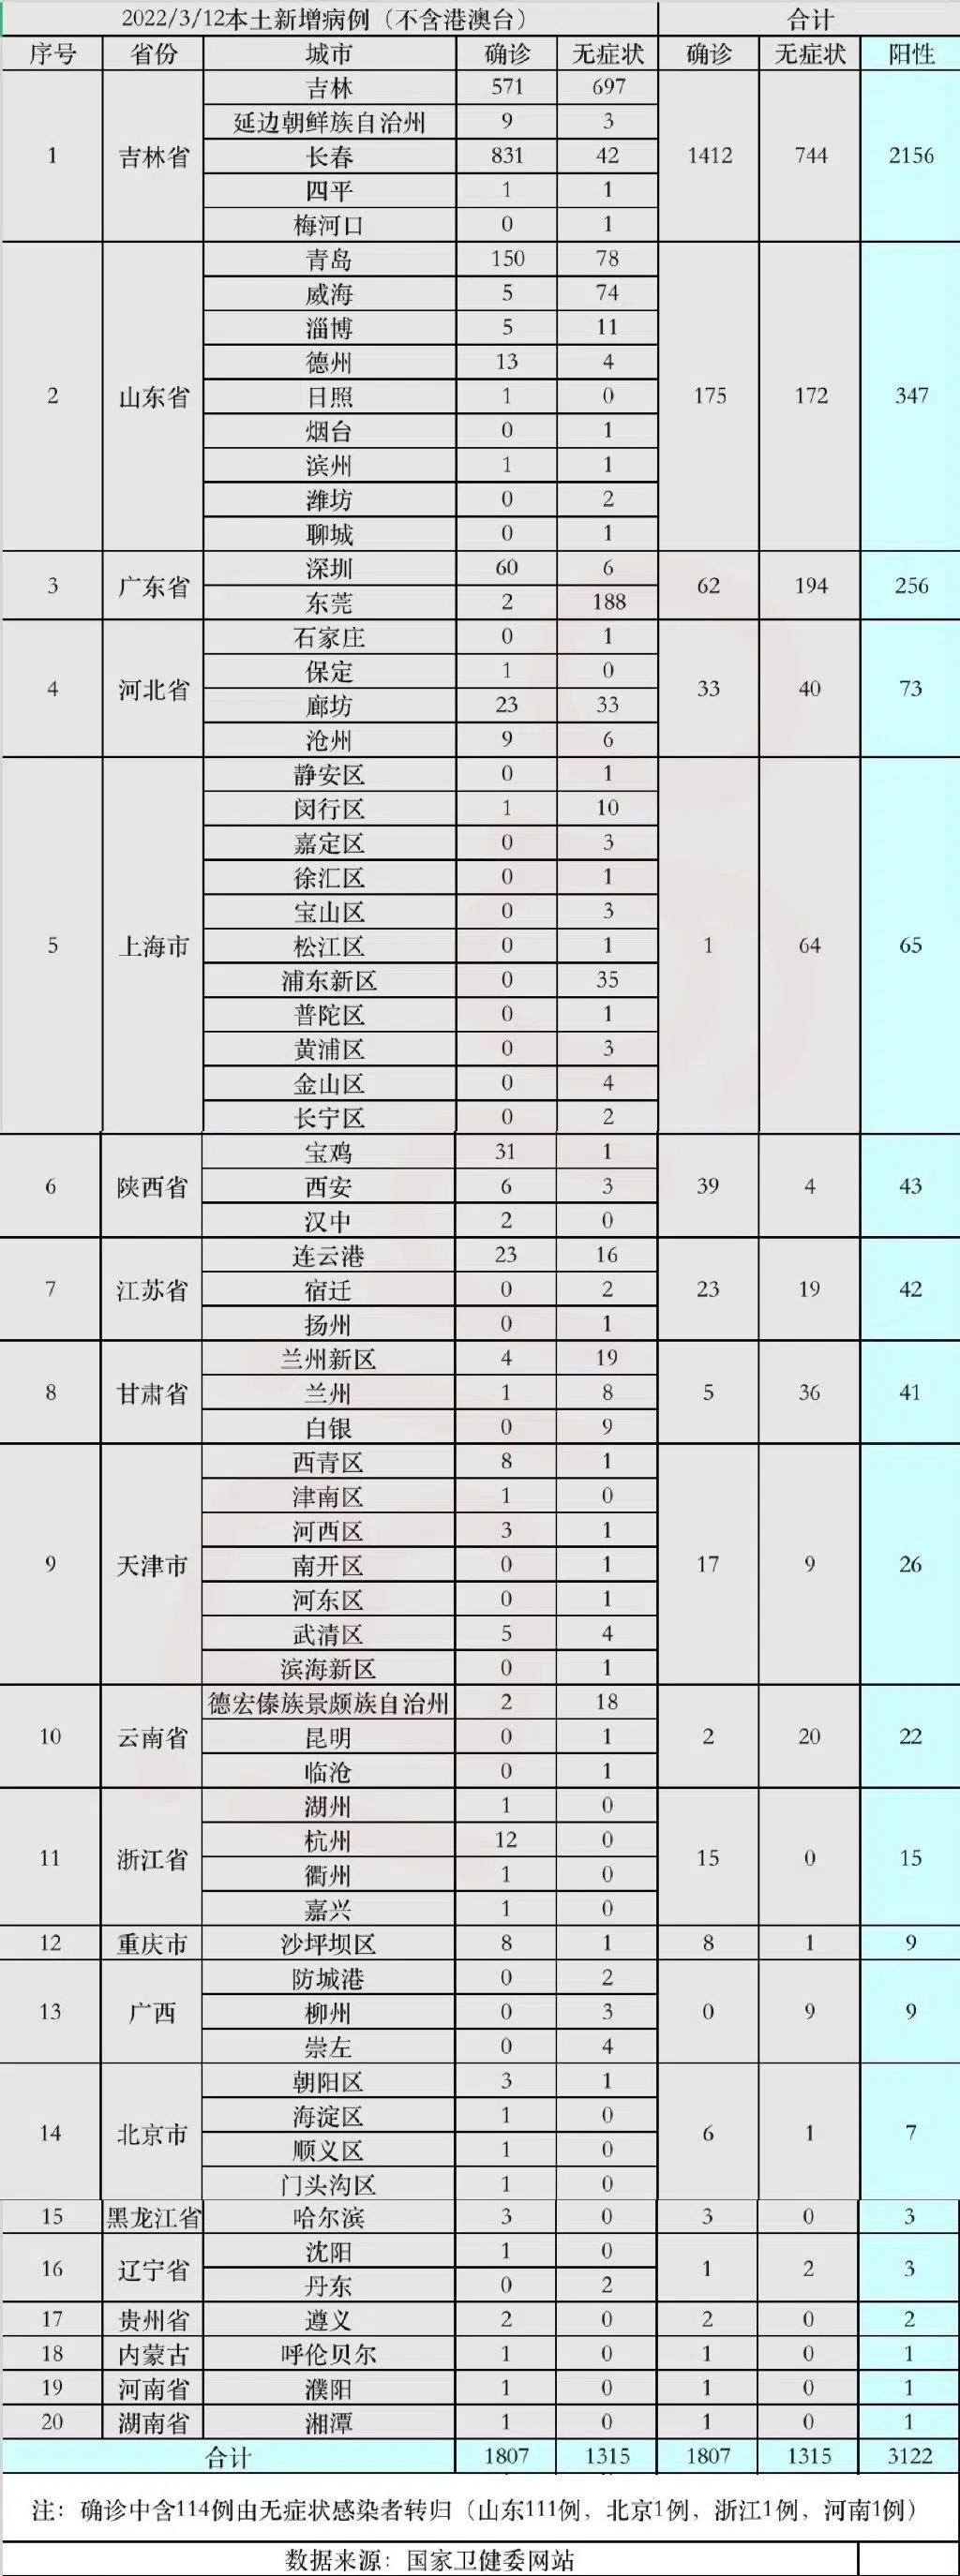 2022/3/12本土新增病例（不含港澳台） 合计
序号 省份 城市 确诊 无症状 确诊 无症状 阳性
1 吉林省 吉林 571 697 1412 744 2156
延边朝鲜族自治州 9 3
长春 831 42
四平 1 1
梅河口 0 1
2 山东省 青岛 150 78 175 172 347
威海 5 74
淄博 5 11
德州 13 4
日照 1 0
烟台 0 1
滨州 1 1
潍坊 0 2
聊城 0 1
3 广东省 深圳 60 6 62 194 256
东莞 2 188
4 河北省 石家庄 0 1 33 40 73
保定 1 0
廊坊 23 33
沧州 9 6
5 上海市 静安区 0 1 1 64 65
闵行区 1 10
嘉定区 0 3
徐汇区 0 1
宝山区 0 3
松江区 0 1
浦东新区 0 35
普陀区 0 1
黄浦区 0 3
金山区 0 4
长宁区 0 2
6 陕西省 宝鸡 31 1 39 4 43
西安 6 3
汉中 2 0
7 江苏省 连云港 23 16 23 19 42
宿迁 0 2
扬州 0 1
8 甘肃省 兰州新区 4 19 5 36 41
兰州 1 8
白银 0 9
9 天津市 西青区 8 1 17 9 26
津南区 1 0
河西区 3 1
南开区 0 1
河东区 0 1
武清区 5 4
滨海新区 0 1
10 云南省 德宏傣族景颇族自治州 2 18 2 20 22
昆明 0 1
临沧 0 1
11 浙江省 湖州 1 0 15 0 15
杭州 12 0
衢州 1 0
嘉兴 1 0
12 重庆市 沙坪坝区 8 1 8 1 9
13 广西 防城港 0 2 0 9 9
柳州 0 3
崇左 0 4
14 北京市 朝阳区 3 1 6 1 7
海淀区 1 0
顺义区 1 0
门头沟区 1 0
15 黑龙江省 哈尔滨 3 0 3 0 3
16 辽宁省 沈阳 1 0 1 2 3
丹东 0 2
17 贵州省 遵义 2 0 2 0 2
18 内蒙古 呼伦贝尔 1 0 1 0 1
19 河南省 濮阳 1 0 1 0 1
20 湖南省 湘潭 1 0 1 0 1
合计 1807 1315 1807 1315 3122
注：确诊中含114例由无症状感染者转归（山东111例，北京1例，浙江1例，河南1例）
数据来源：国家卫健委网站